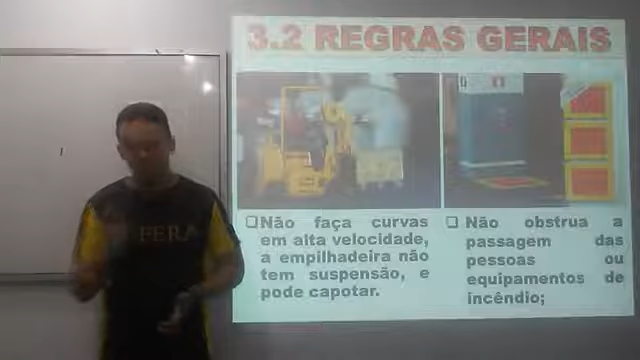 3.2 REGRAS GERAIS
❑Não faça curvas
em alta velocidade,
a empilhadeira não
tem suspensão, e
pode capotar.
❑ Não obstrua a
passagem das
pessoas ou
equipamentos de
incêndio;
FERA